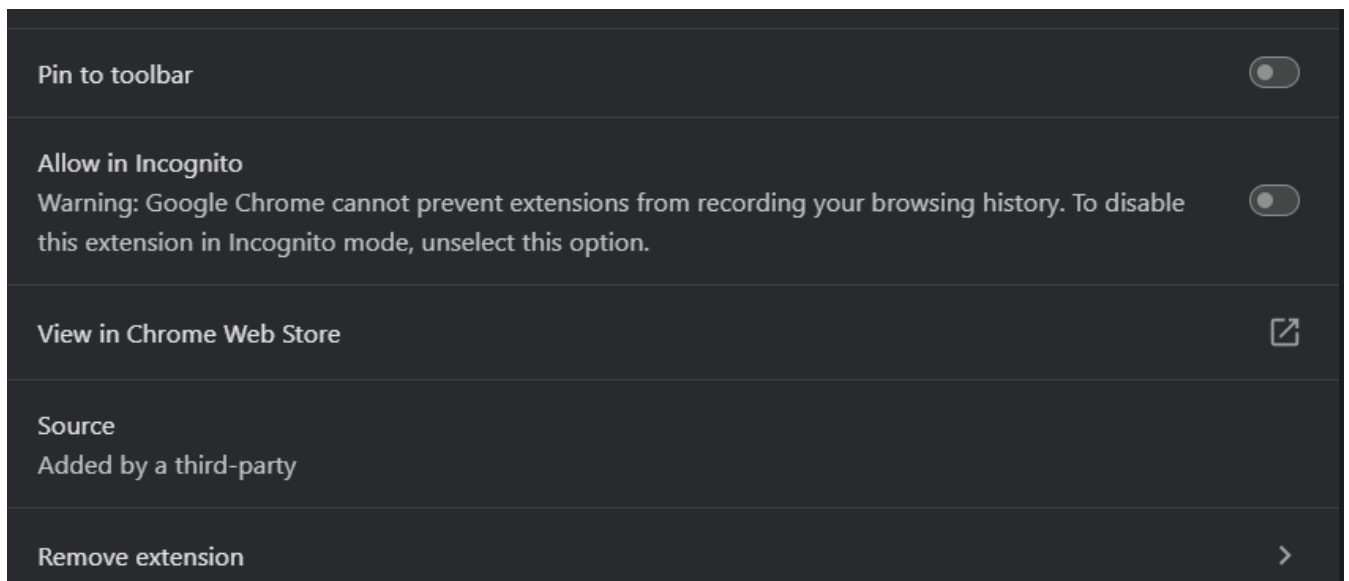 Pin to toolbar
Allow in Incognito
Warning: Google Chrome cannot prevent extensions from recording your browsing history. To disable
this extension in Incognito mode, unselect this option.
View in Chrome Web Store
Source
Added by a third-party
Remove extension